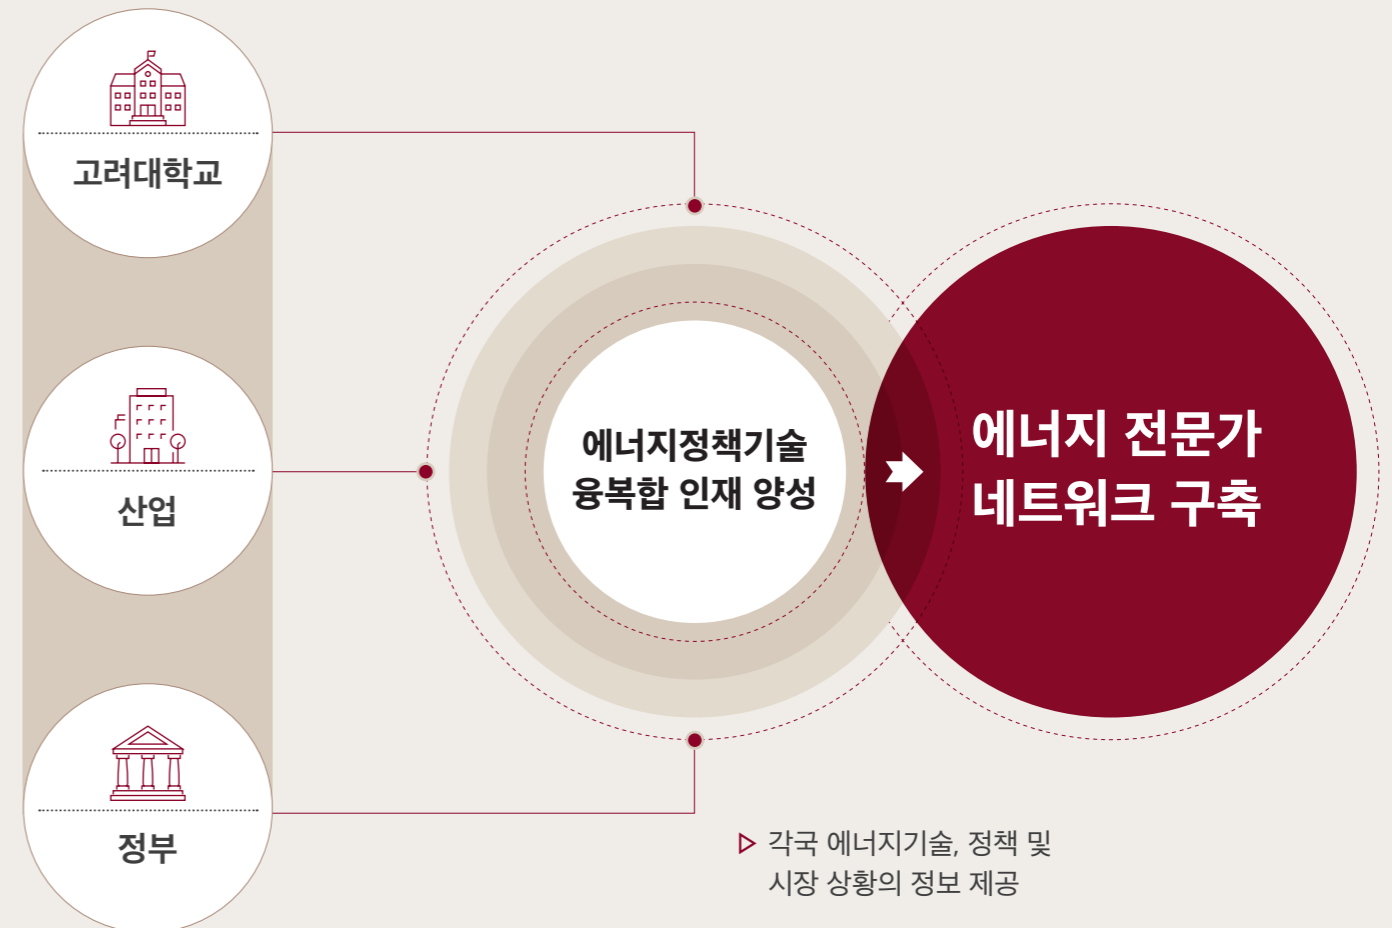 고려대학교
산업
정부
에너지정책기술
융복합 인재 양성
에너지 전문가
네트워크 구축
각국 에너지기술, 정책 및
시장 상황의 정보 제공